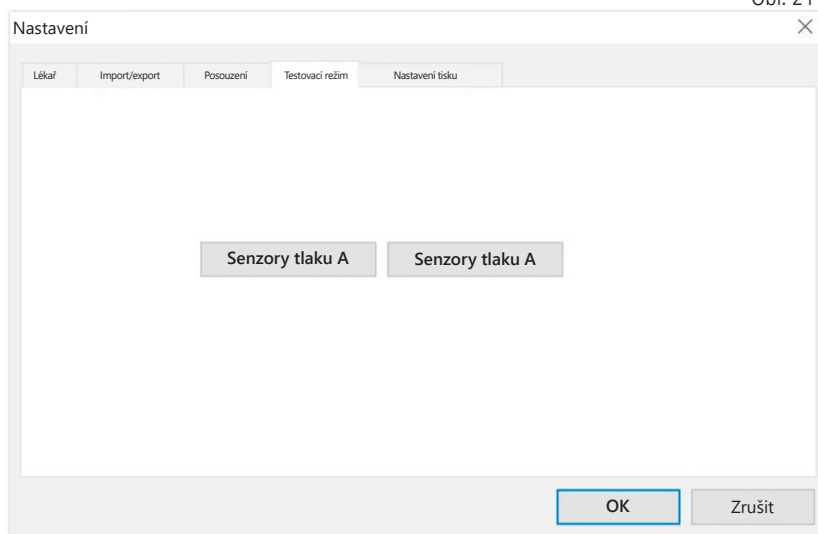 Obr. 21
Nastavení
Lékař Import/export Posouzení Testovací režim Nastavení tisku
Senzory tlaku A Senzory tlaku A
OK Zrušit